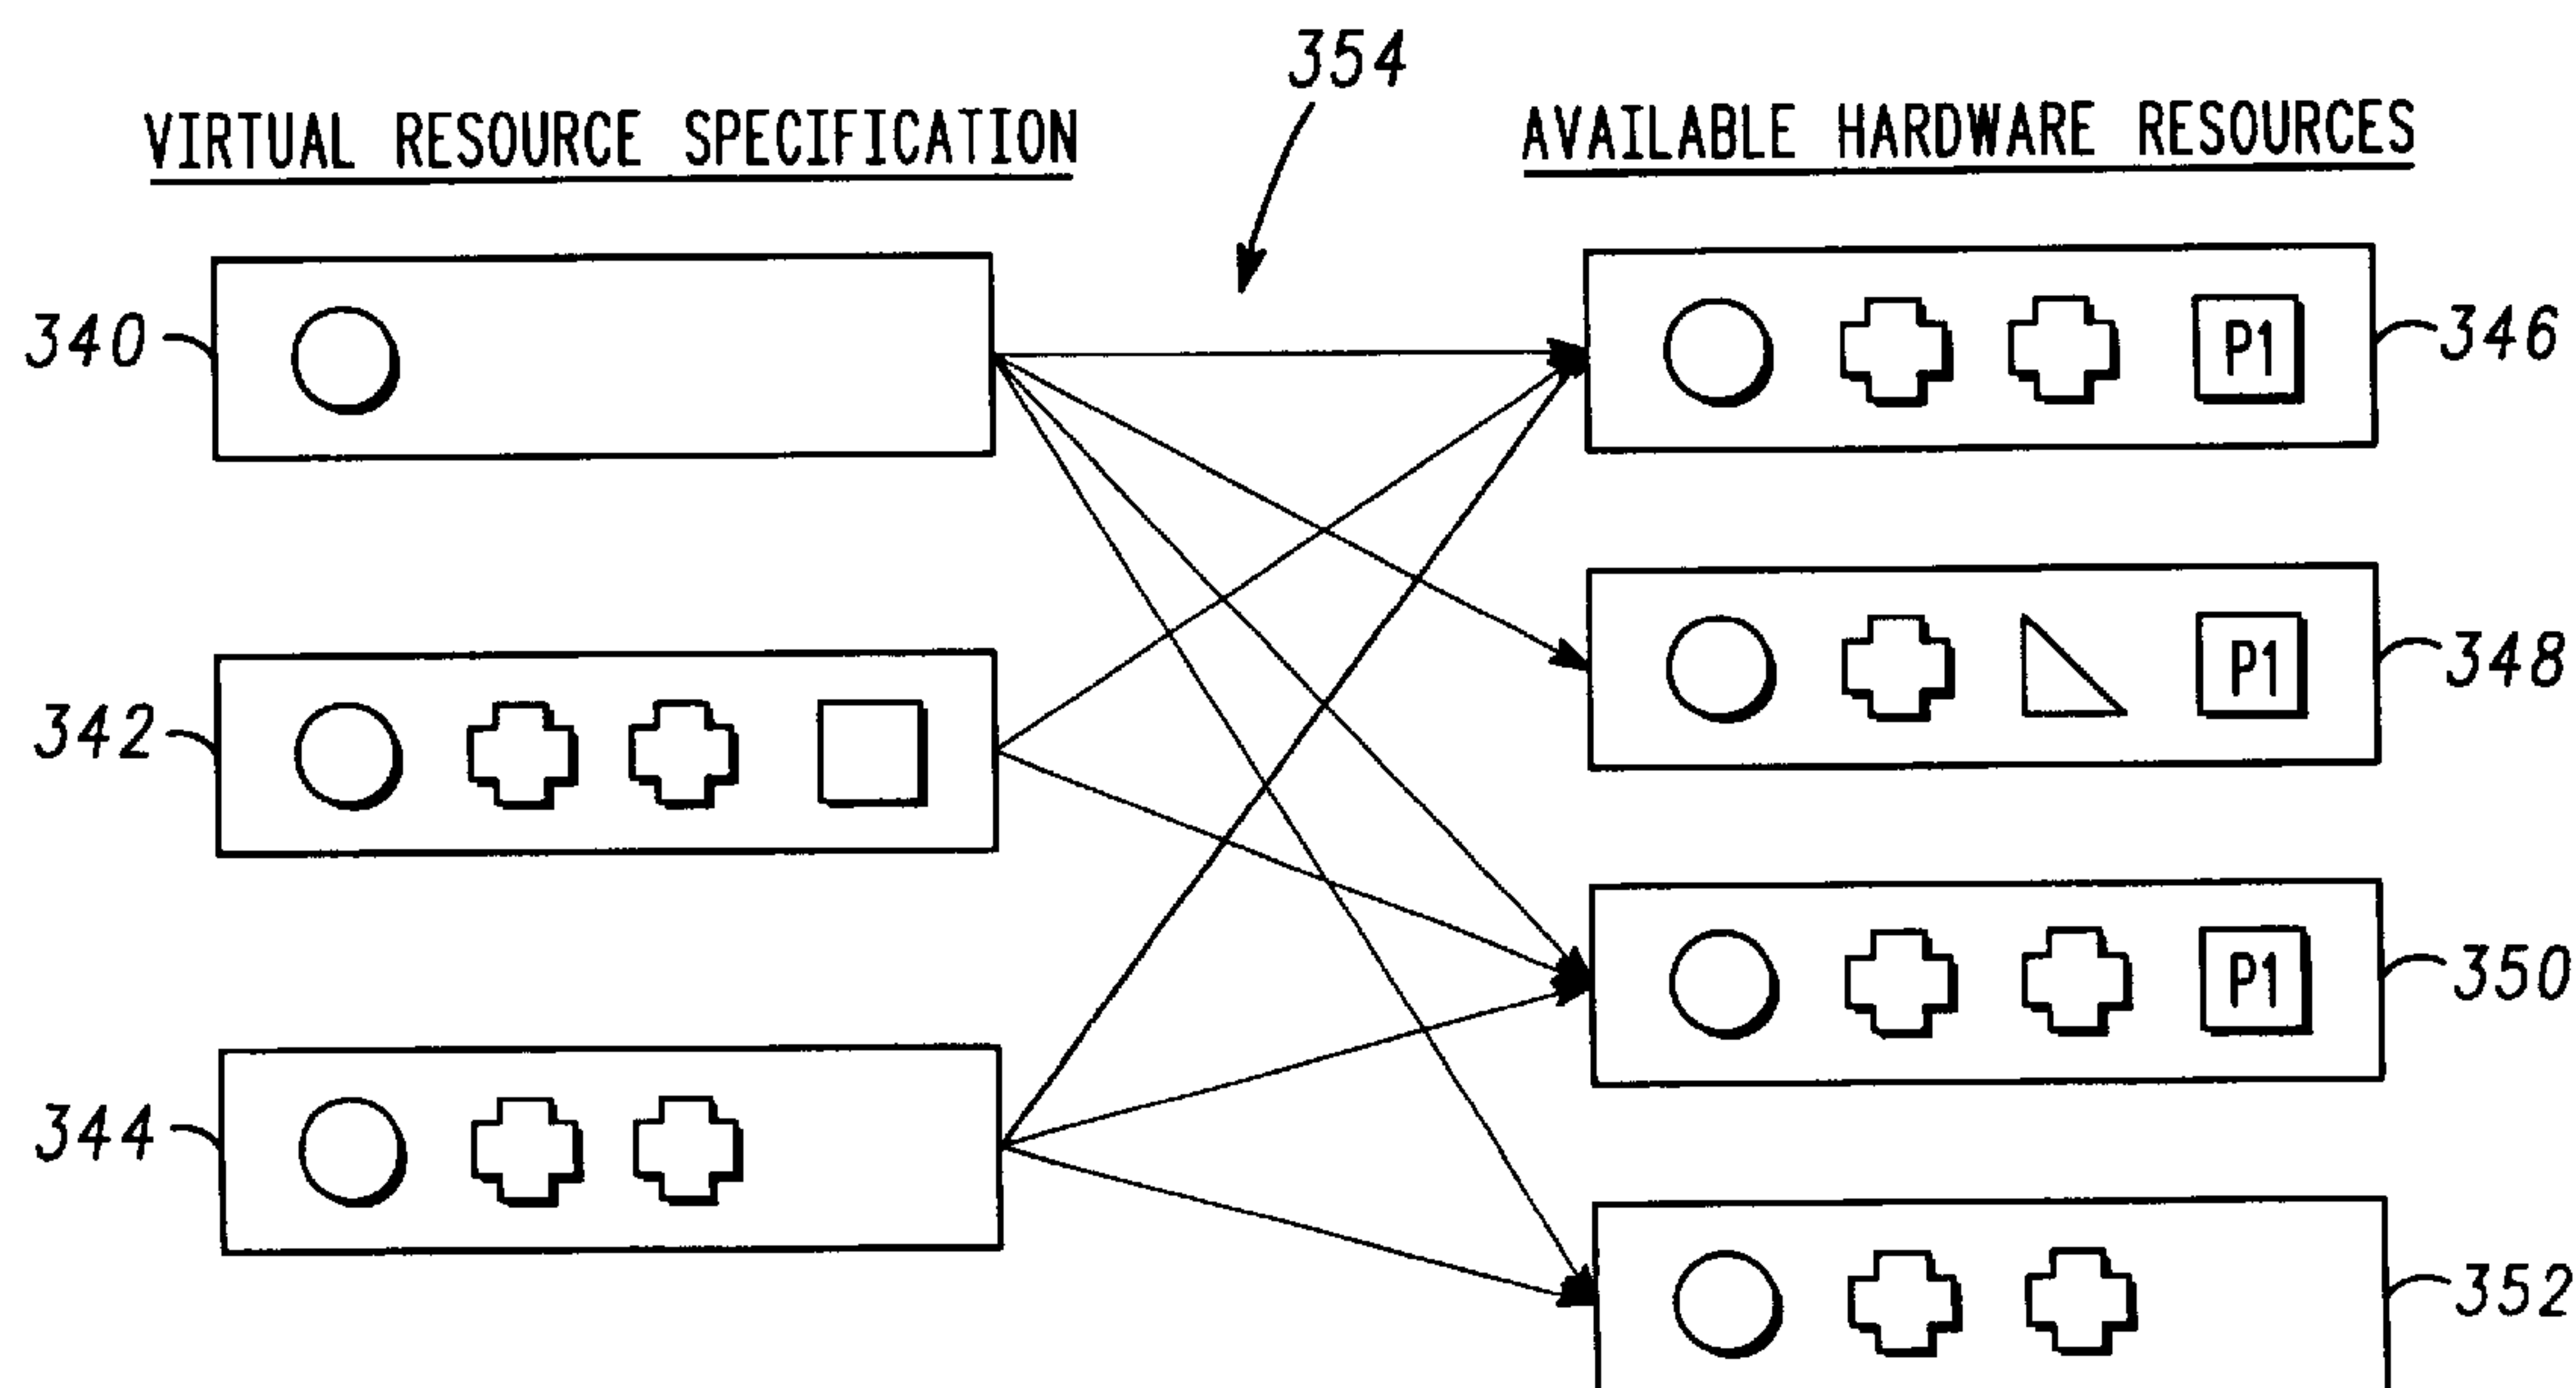 354
VIRTUAL RESOURCE SPECIFICATION
AVAILABLE HARDWARE RESOURCES
340
P1
346
342
P1
348
344
P1
350
352